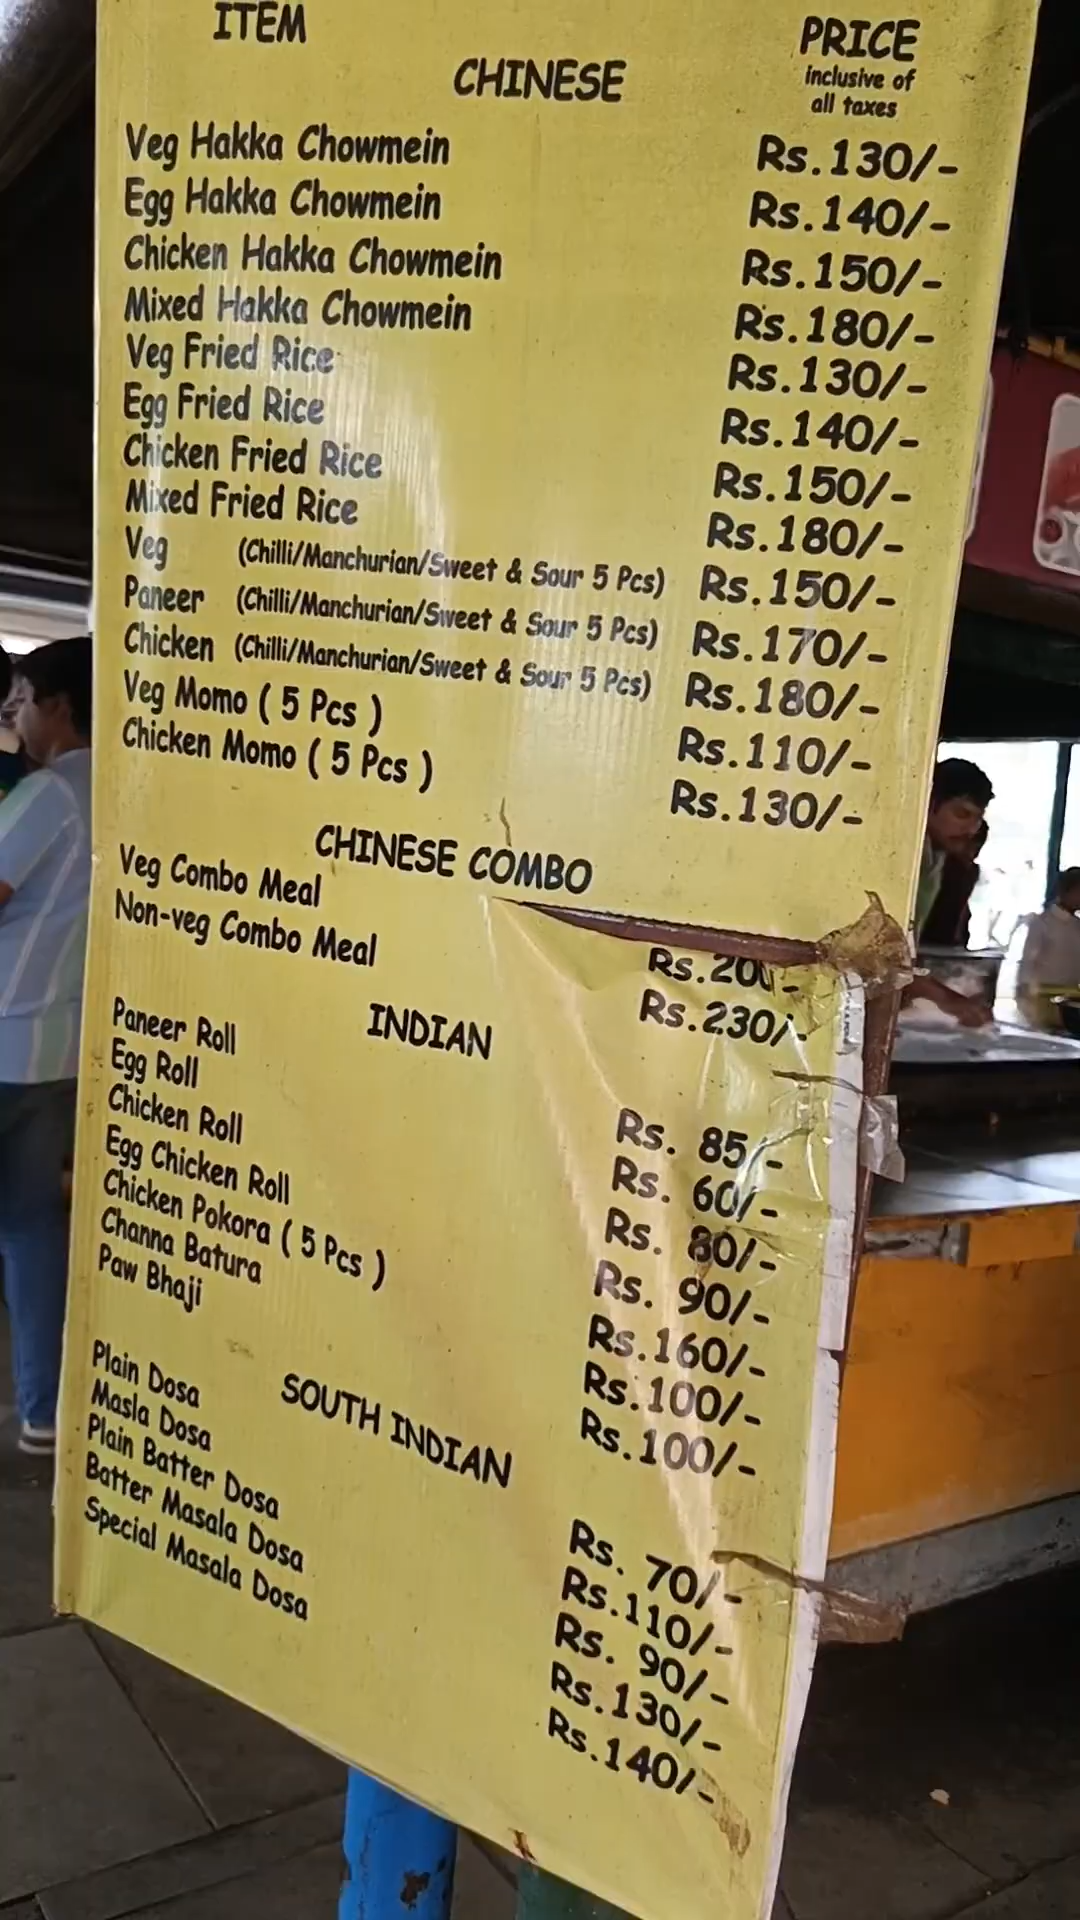 ITEM PRICE
inclusive of
all taxes
CHINESE
Veg Hakka Chowmein Rs.130/-
Egg Hakka Chowmein Rs.140/-
Chicken Hakka Chowmein Rs.150/-
Mixed Hakka Chowmein Rs.180/-
Veg Fried Rice Rs.130/-
Egg Fried Rice Rs.140/-
Chicken Fried Rice Rs.150/-
Mixed Fried Rice Rs.180/-
Veg (Chilli/Manchurian/Sweet & Sour 5 Pcs) Rs.150/-
Paneer (Chilli/Manchurian/Sweet & Sour 5 Pcs) Rs.170/-
Chicken (Chilli/Manchurian/Sweet & Sour 5 Pcs) Rs.180/-
Veg Momo ( 5 Pcs ) Rs.110/-
Chicken Momo ( 5 Pcs ) Rs.130/-
CHINESE COMBO
Veg Combo Meal Rs.200/-
Non-veg Combo Meal Rs.230/-
INDIAN
Paneer Roll Rs. 85/-
Egg Roll Rs. 60/-
Chicken Roll Rs. 80/-
Egg Chicken Roll Rs. 90/-
Chicken Pokora ( 5 Pcs ) Rs.160/-
Channa Batura Rs.100/-
Paw Bhaji Rs.100/-
SOUTH INDIAN
Plain Dosa Rs. 70/-
Masla Dosa Rs.110/-
Plain Batter Dosa Rs. 90/-
Batter Masala Dosa Rs.130/-
Special Masala Dosa Rs.140/-